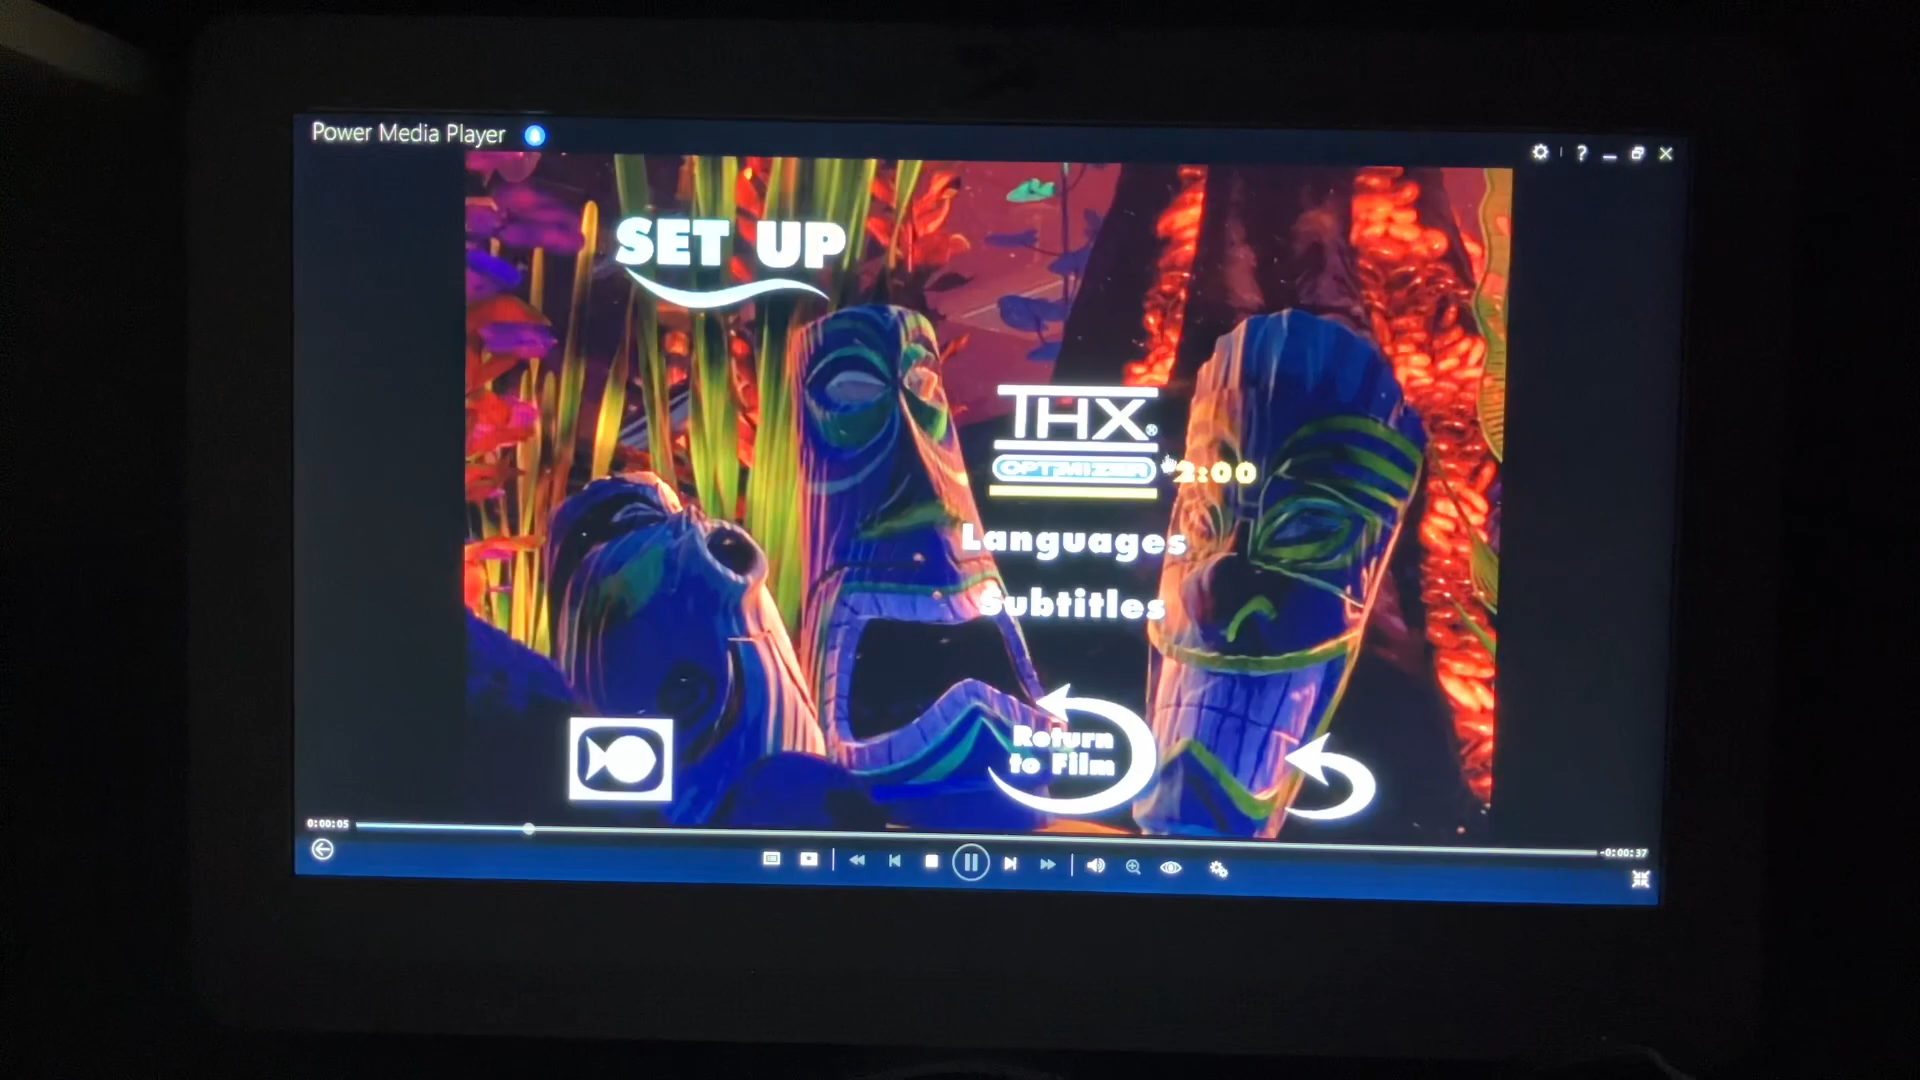 Power Media Player
?
SET UP
THX®
OPTIMIZER 2:00
Languages
Subtitles
Return
to Film
0:00:05
-0:00:37